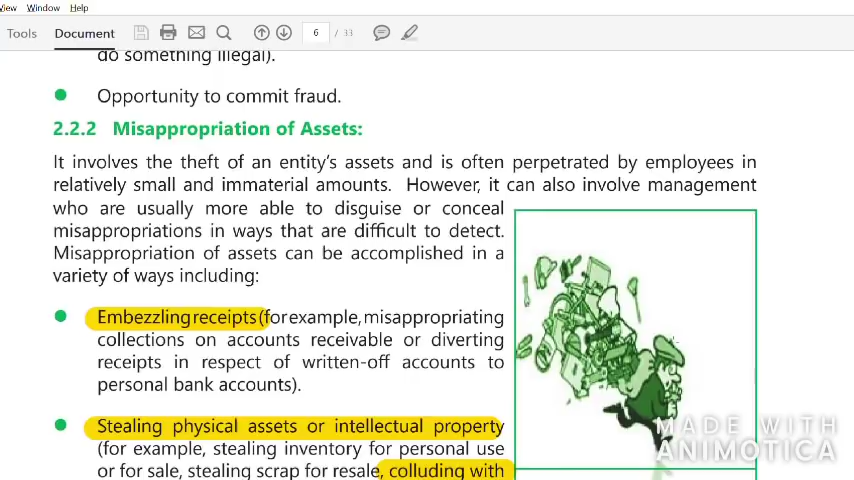 View Window Help
Tools Document 6 / 33
do something illegal).
● Opportunity to commit fraud.
2.2.2 Misappropriation of Assets:
It involves the theft of an entity's assets and is often perpetrated by employees in
relatively small and immaterial amounts. However, it can also involve management
who are usually more able to disguise or conceal
misappropriations in ways that are difficult to detect.
Misappropriation of assets can be accomplished in a
variety of ways including:
● Embezzling receipts (for example, misappropriating
collections on accounts receivable or diverting
receipts in respect of written-off accounts to
personal bank accounts).
● Stealing physical assets or intellectual property
(for example, stealing inventory for personal use
or for sale, stealing scrap for resale, colluding with
MADE WITH
ANIMOTICA